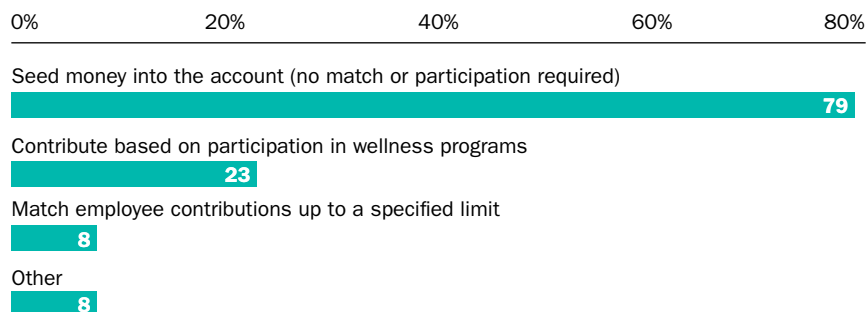 0% 20% 40% 60% 80%
Seed money into the account (no match or participation required)
79
Contribute based on participation in wellness programs
23
Match employee contributions up to a specified limit
8
Other
8